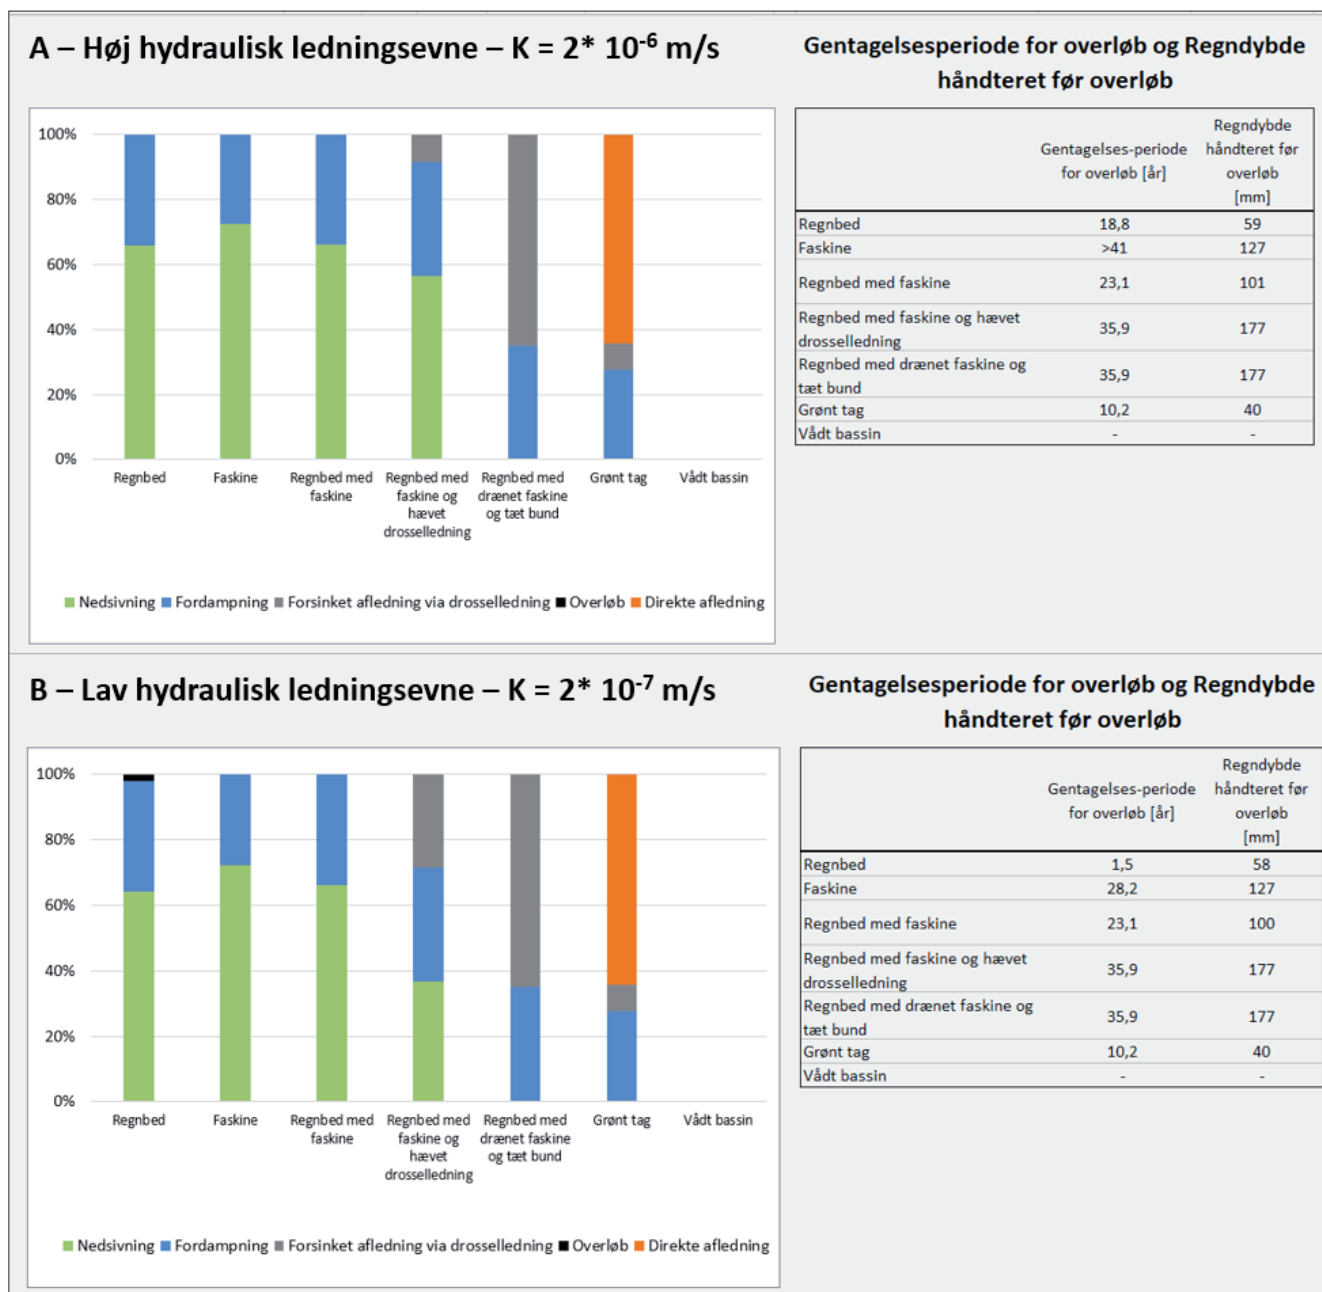 A – Høj hydraulisk ledningsevne – K = 2* 10⁻⁶ m/s
100%
80%
60%
40%
20%
0%
Regnbed
Faskine
Regnbed med
faskine
Regnbed med
faskine og
hævet
drosselledning
Regnbed med
drænet faskine
og tæt bund
Grønt tag
Vådt bassin
Nedsivning Fordampning Forsinket afledning via drosselledning Overløb Direkte afledning
Gentagelsesperiode for overløb og Regndybde
håndteret før overløb
Gentagelses-periode
for overløb [år]
Regndybde
håndteret før
overløb
[mm]
Regnbed 18,8 59
Faskine >41 127
Regnbed med faskine 23,1 101
Regnbed med faskine og hævet
drosselledning 35,9 177
Regnbed med drænet faskine og
tæt bund 35,9 177
Grønt tag 10,2 40
Vådt bassin - -
B – Lav hydraulisk ledningsevne – K = 2* 10⁻⁷ m/s
100%
80%
60%
40%
20%
0%
Regnbed
Faskine
Regnbed med
faskine
Regnbed med
faskine og
hævet
drosselledning
Regnbed med
drænet faskine
og tæt bund
Grønt tag
Vådt bassin
Nedsivning Fordampning Forsinket afledning via drosselledning Overløb Direkte afledning
Gentagelsesperiode for overløb og Regndybde
håndteret før overløb
Gentagelses-periode
for overløb [år]
Regndybde
håndteret før
overløb
[mm]
Regnbed 1,5 58
Faskine 28,2 127
Regnbed med faskine 23,1 100
Regnbed med faskine og hævet
drosselledning 35,9 177
Regnbed med drænet faskine og
tæt bund 35,9 177
Grønt tag 10,2 40
Vådt bassin - -